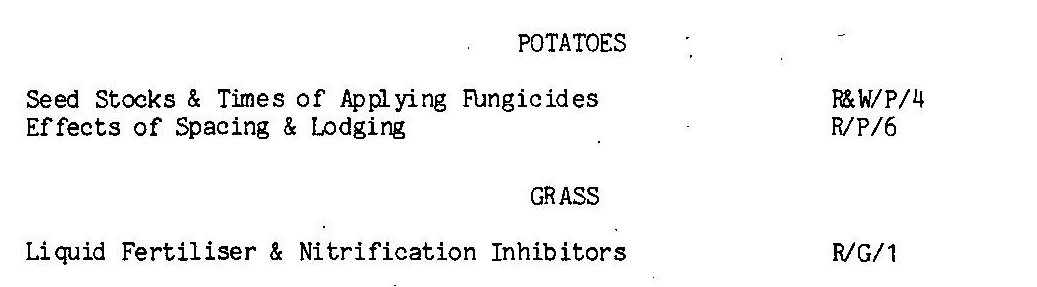 POTATOES
Seed Stocks & Times of Applying Fungicides R&W/P/4
Effects of Spacing & Lodging R/P/6
GRASS
Liquid Fertiliser & Nitrification Inhibitors R/G/1